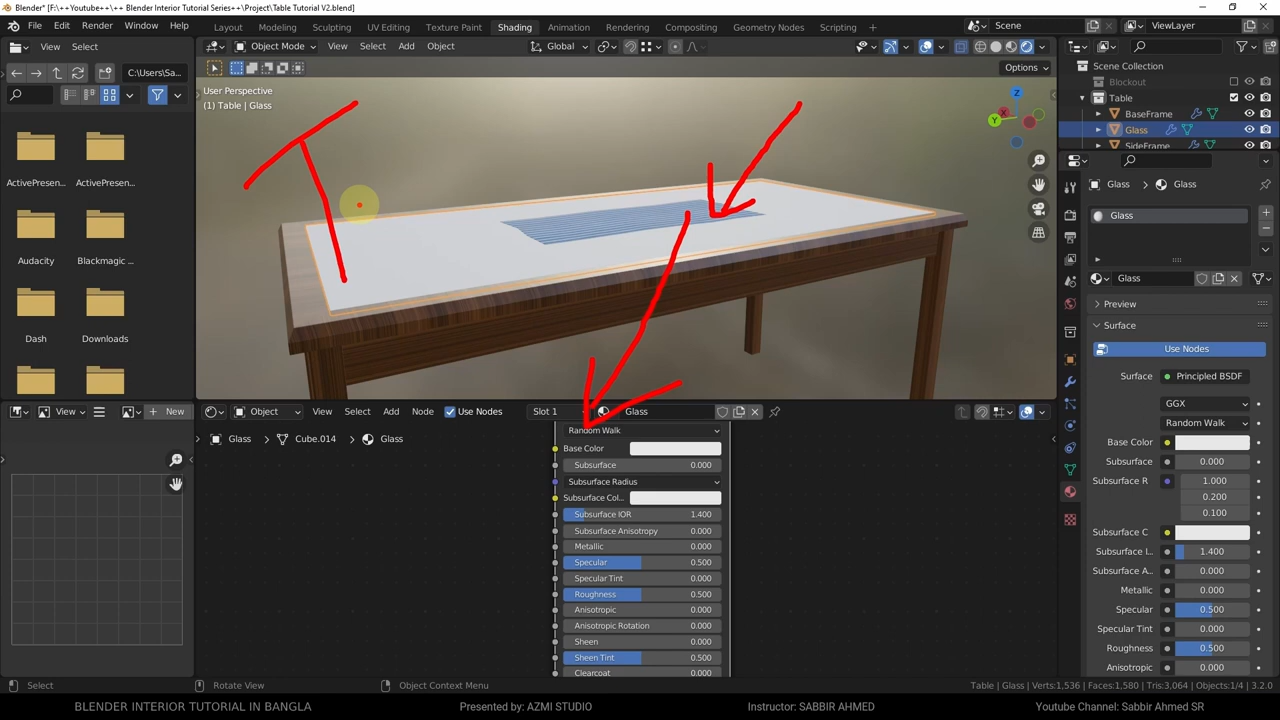 Blender* [F:\++Youtube++\++ Blender Interior Tutorial Series++\Project\Table Tutorial V2.blend]
File Edit Render Window Help Layout Modeling Sculpting UV Editing Texture Paint Shading Animation Rendering Compositing Geometry Nodes Scripting + Scene ViewLayer
View Select Object Mode View Select Add Object Global
C:\Users\Sa... Options
User Perspective
(1) Table | Glass
ActivePresen... ActivePresen...
Audacity Blackmagic ...
Dash Downloads
Scene Collection
Blockout
Table
BaseFrame
Glass
SideFrame
Glass > Glass
Glass
Glass
Preview
Surface
Use Nodes
Surface Principled BSDF
GGX
Random Walk
Base Color
Subsurface 0.000
Subsurface R 1.000
0.200
0.100
Subsurface C
Subsurface I... 1.400
Subsurface A... 0.000
Metallic 0.000
Specular 0.500
Specular Tint 0.000
Roughness 0.500
Anisotropic 0.000
View + New Object View Select Add Node Use Nodes Slot 1 Glass
Glass > Cube.014 > Glass
Random Walk
Base Color
Subsurface 0.000
Subsurface Radius
Subsurface Col...
Subsurface IOR 1.400
Subsurface Anisotropy 0.000
Metallic 0.000
Specular 0.500
Specular Tint 0.000
Roughness 0.500
Anisotropic 0.000
Anisotropic Rotation 0.000
Sheen 0.000
Sheen Tint 0.500
Clearcoat 0.000
X
Y
Z
Select Rotate View Object Context Menu Table | Glass | Verts:1,536 | Faces:1,580 | Tris:3,064 | Objects:1/4 | 3.2.0
BLENDER INTERIOR TUTORIAL IN BANGLA Presented by: AZMI STUDIO Instructor: SABBIR AHMED Youtube Channel: Sabbir Ahmed SR